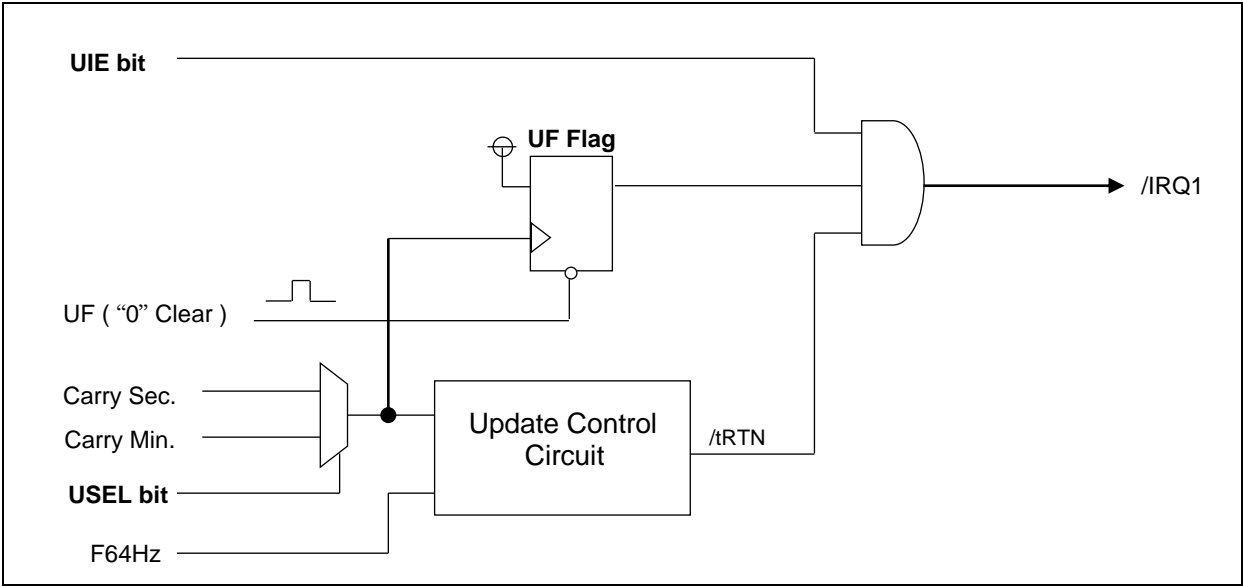 UIE bit
UF Flag
/IRQ1
UF ( “0” Clear )
Carry Sec.
Carry Min.
Update Control
Circuit
/tRTN
USEL bit
F64Hz